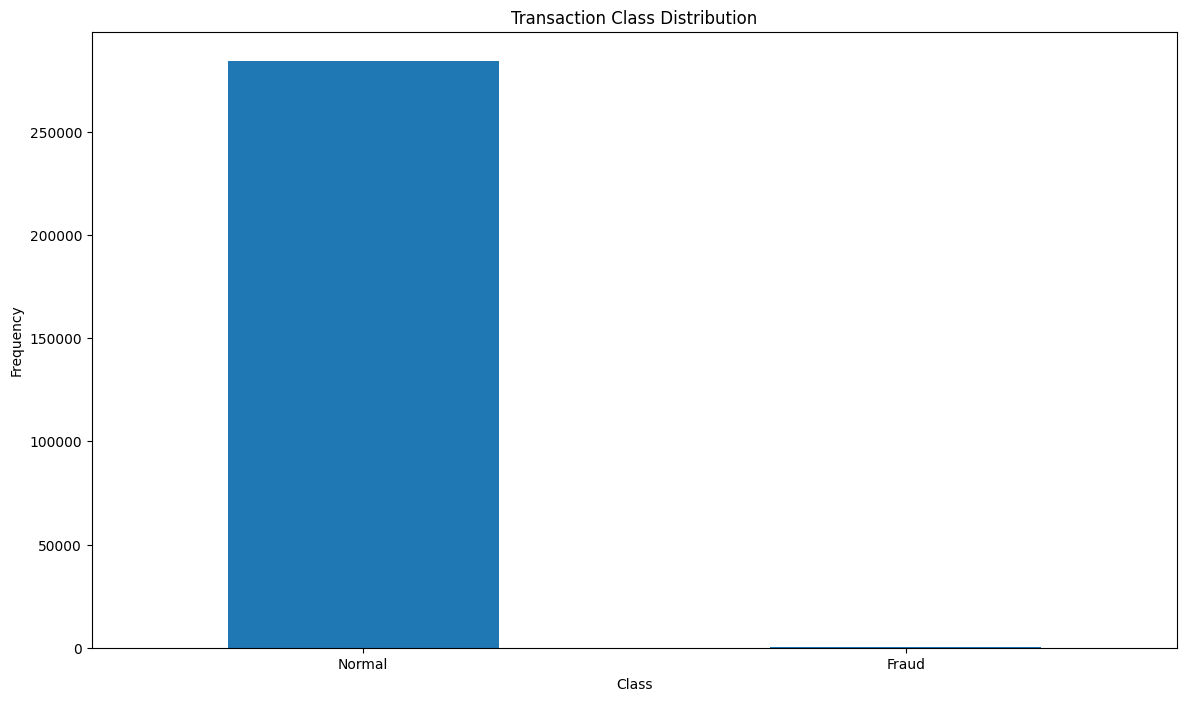 Transaction Class Distribution
Frequency
250000
200000
150000
100000
50000
0
Normal
Fraud
Class